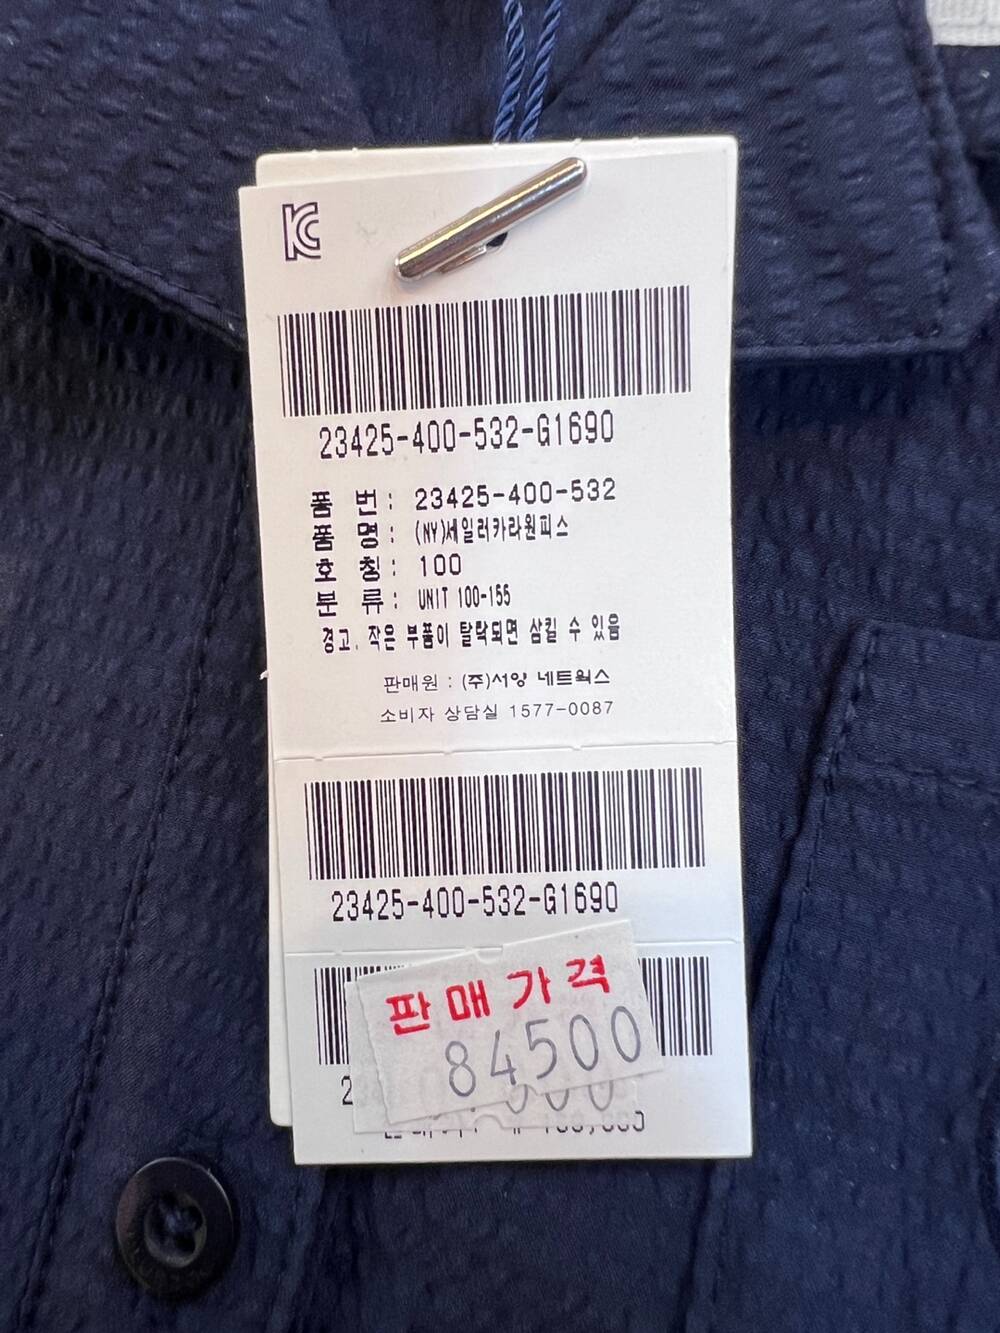 KC
23425-400-532-G1690
품 번 : 23425-400-532
품 명 : (NY)세일러카라원피스
호 칭 : 100
분 류 : UNIT 100-155
경고. 작은 부품이 탈락되면 삼킬 수 있음
판매원 : (주)서양 네트웍스
소비자 상담실 1577-0087
23425-400-532-G1690
판매가격
84500